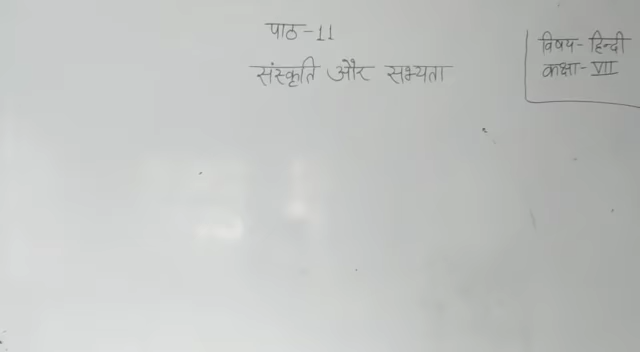 पाठ-11
संस्कृति और सभ्यता
विषय- हिन्दी
कक्षा- VII